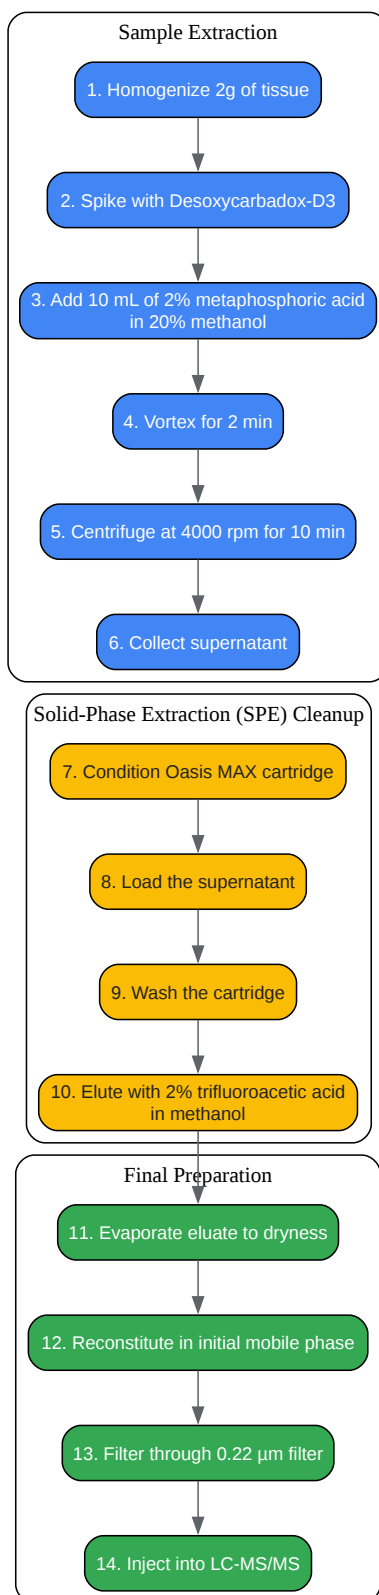 Sample Extraction
1. Homogenize 2g of tissue
2. Spike with Desoxycarbadox-D3
3. Add 10 mL of 2% metaphosphoric acid
in 20% methanol
4. Vortex for 2 min
5. Centrifuge at 4000 rpm for 10 min
6. Collect supernatant
Solid-Phase Extraction (SPE) Cleanup
7. Condition Oasis MAX cartridge
8. Load the supernatant
9. Wash the cartridge
10. Elute with 2% trifluoroacetic acid
in methanol
Final Preparation
11. Evaporate eluate to dryness
12. Reconstitute in initial mobile phase
13. Filter through 0.22 µm filter
14. Inject into LC-MS/MS